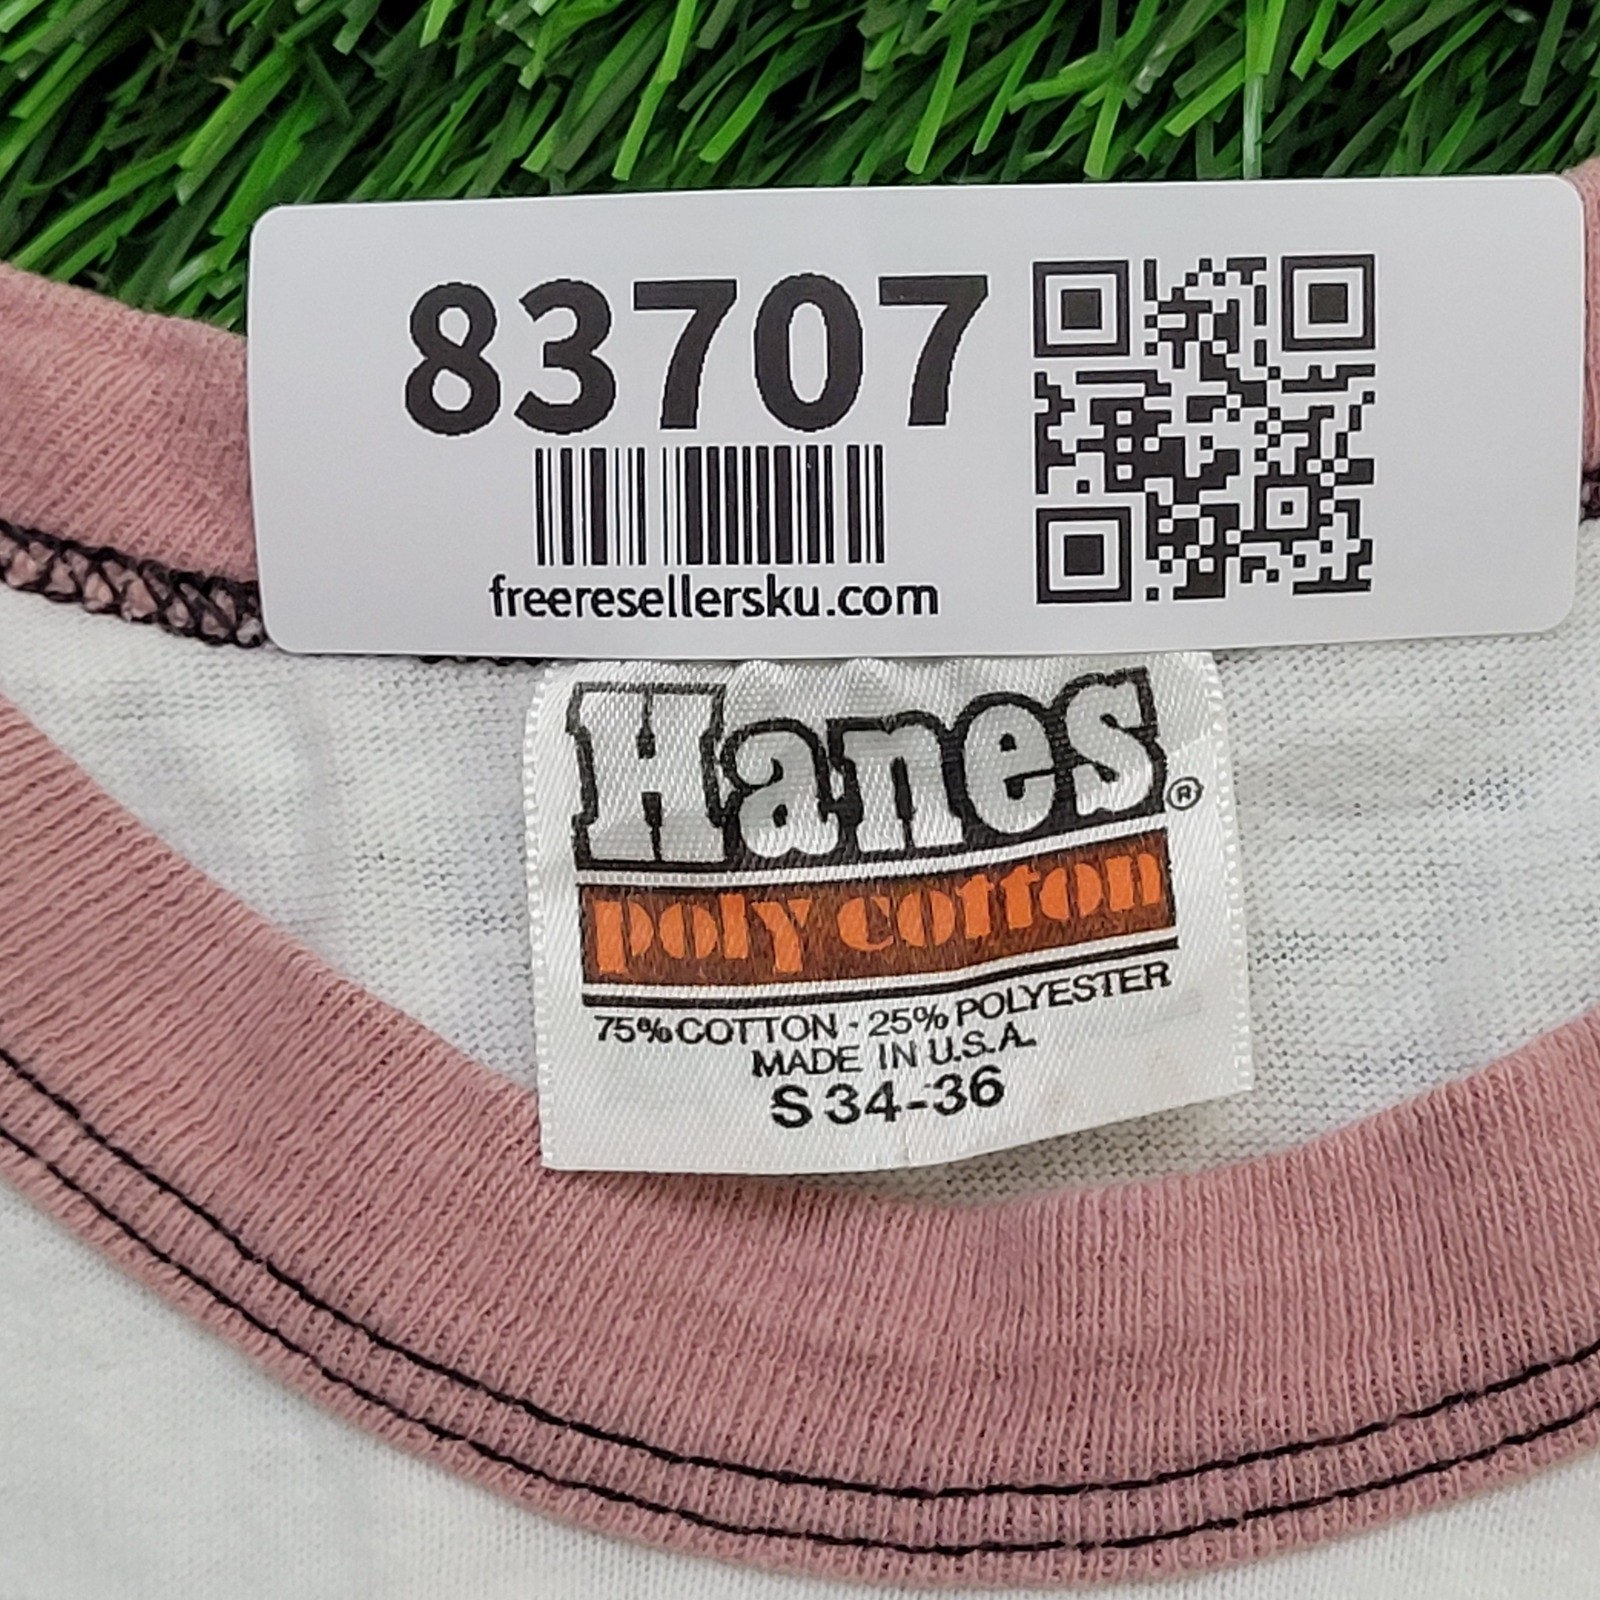 83707
freeresellersku.com
Hanes®
poly cotton
75% COTTON - 25% POLYESTER
MADE IN U.S.A.
S 34-36